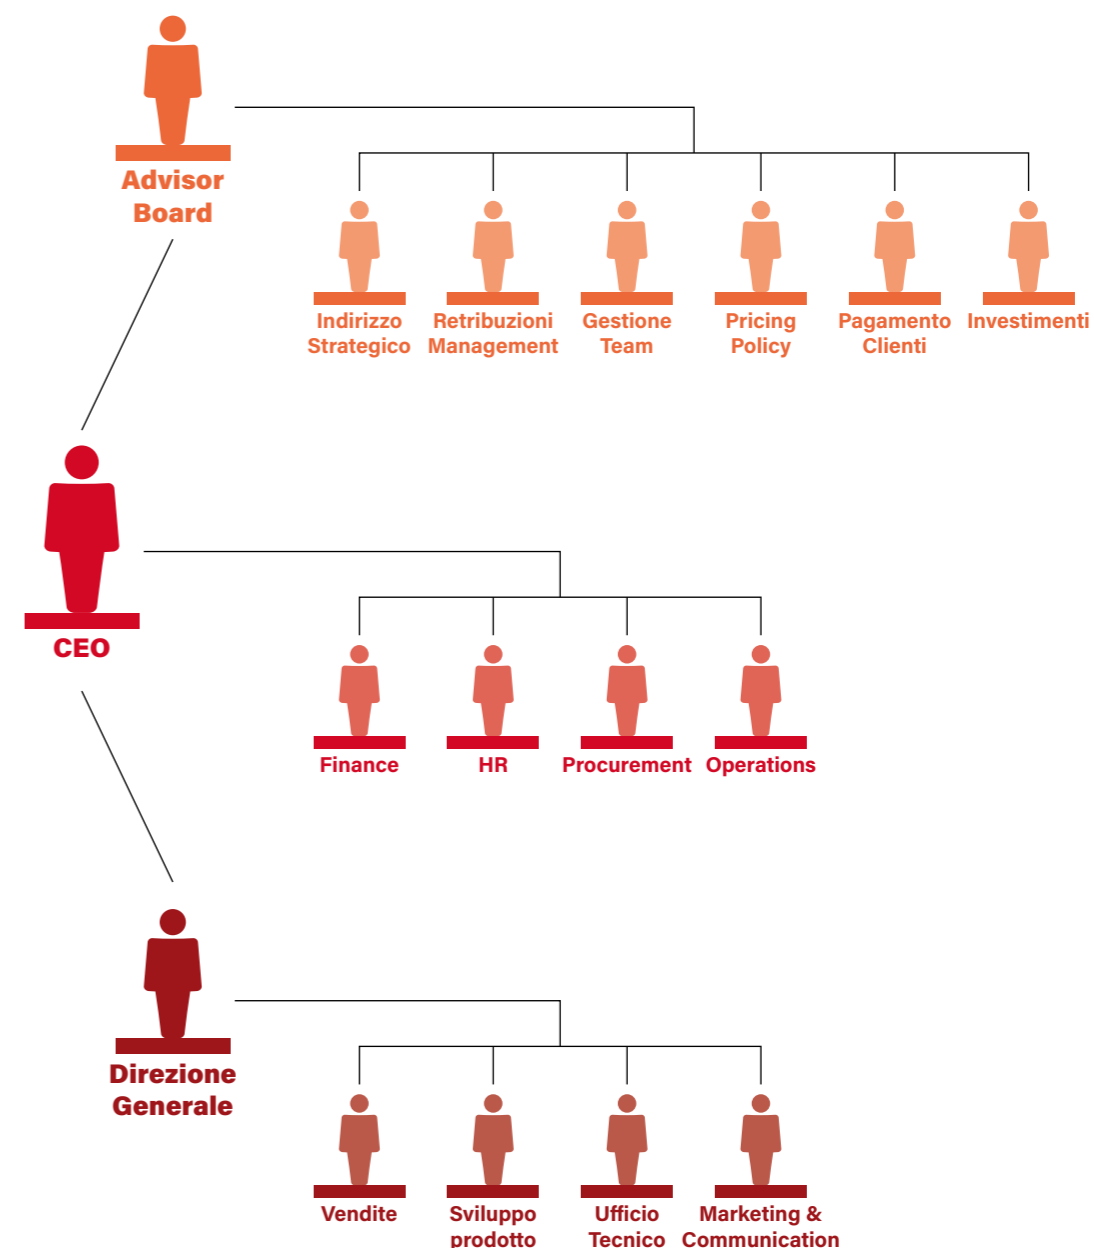 Advisor
Board
Indirizzo
Strategico
Retribuzioni
Management
Gestione
Team
Pricing
Policy
Pagamento
Clienti
Investimenti
CEO
Finance
HR
Procurement
Operations
Direzione
Generale
Vendite
Sviluppo
prodotto
Ufficio
Tecnico
Marketing &
Communication